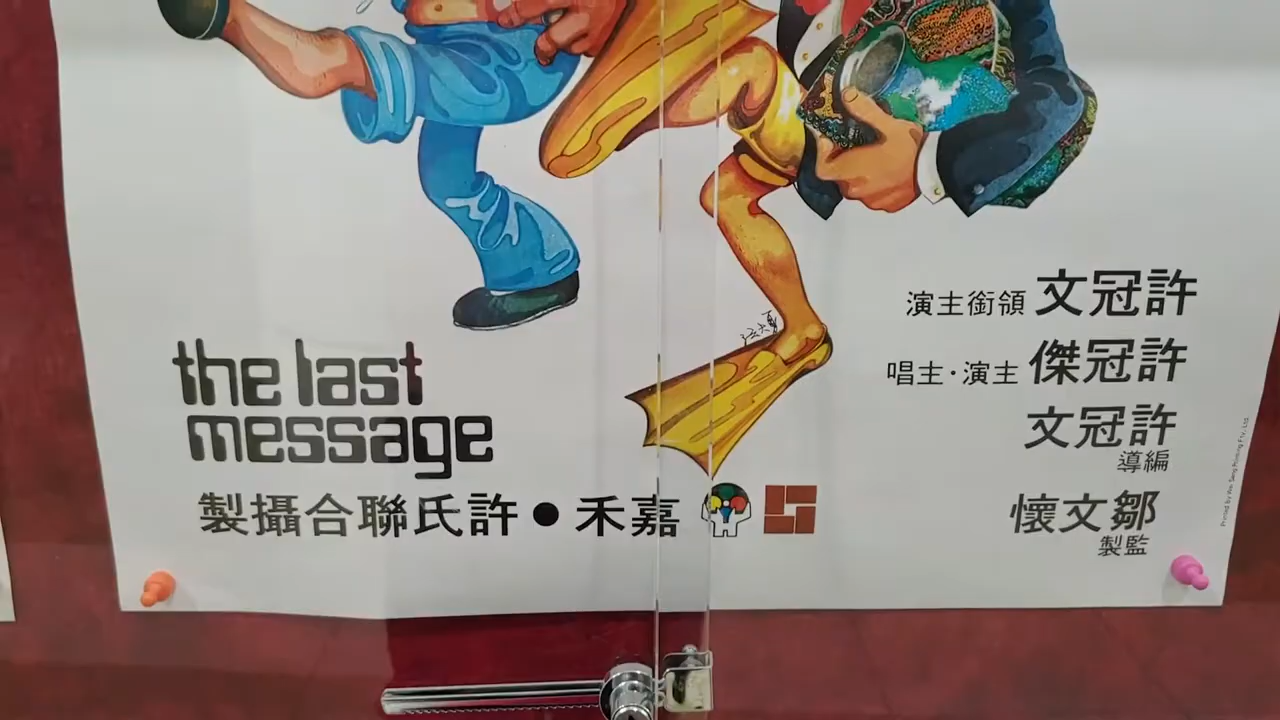 許冠文 領銜主演
許冠傑 主演·主唱
許冠文
編導
鄒文懷
監製
the last
message
嘉禾●許氏聯合攝製